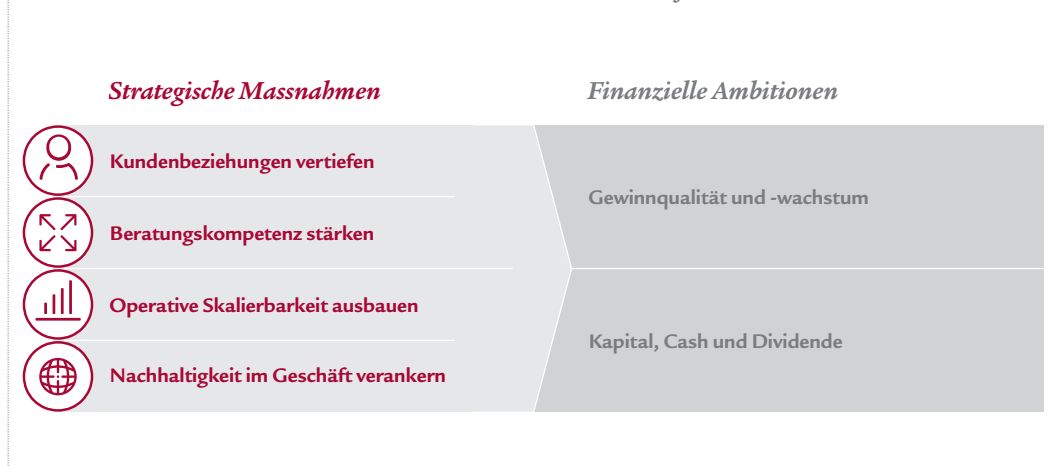 Strategische Massnahmen
Finanzielle Ambitionen
Kundenbeziehungen vertiefen
Beratungskompetenz stärken
Operative Skalierbarkeit ausbauen
Nachhaltigkeit im Geschäft verankern
Gewinnqualität und -wachstum
Kapital, Cash und Dividende